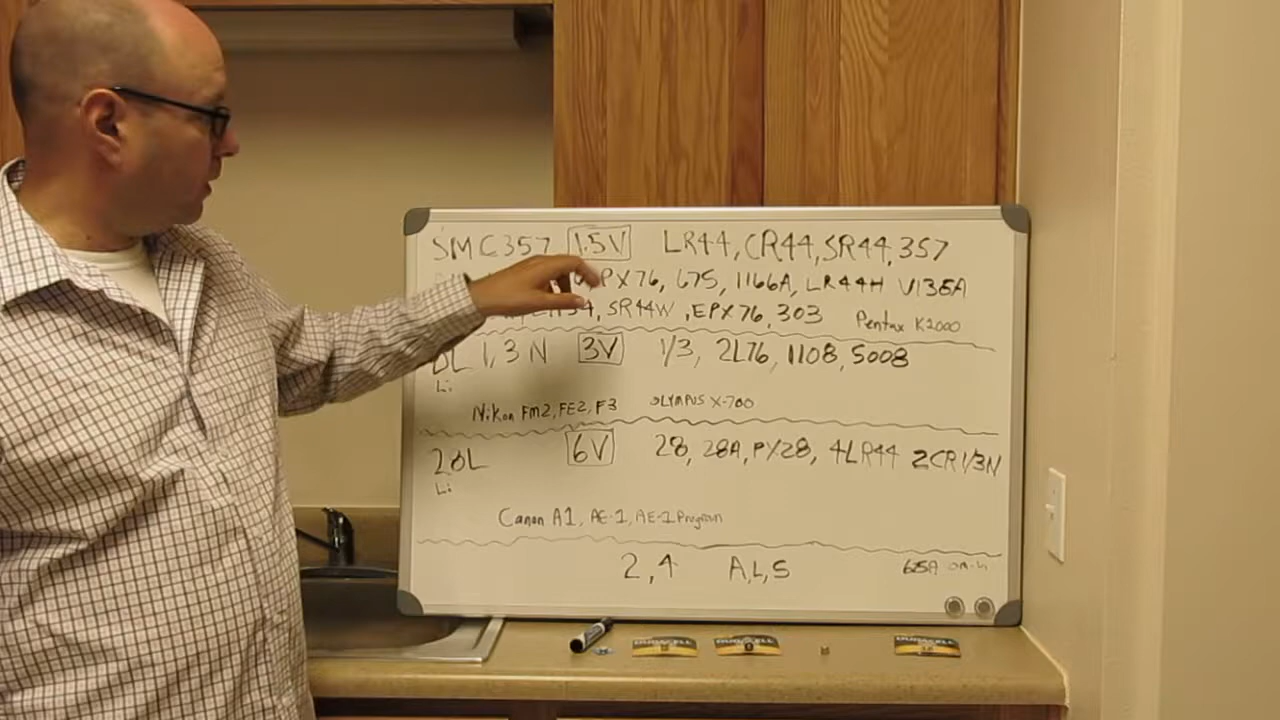 SMC357 1.5V LR44, CR44, SR44, 357
PX76, 675, 1166A, LR44H V13GA
SR44W, EPX76, 303 Pentax K2000
DL 1,3 N 3V 1/3, 2L76, 1108, 5008
Li
Nikon FM2, FE2, F3 OLYMPUS X-700
28L 6V 28, 28A, PX28, 4LR44 2CR1/3N
Li
Canon A1, AE-1, AE-1 Program
2, 4 A, L, S 625A
DURACELL DURACELL DURACELL